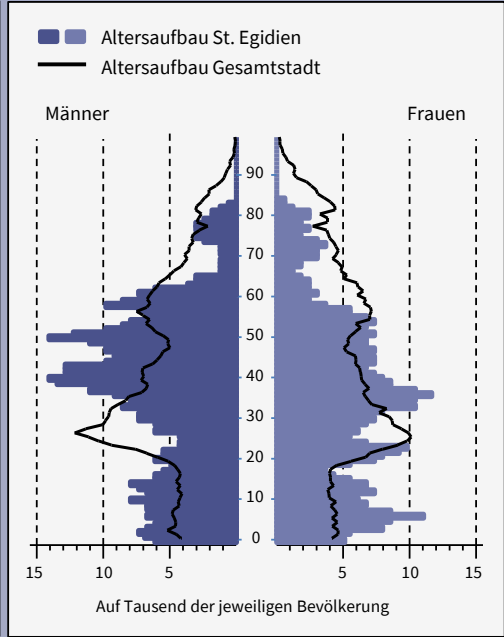 Altersaufbau St. Egidien
Altersaufbau Gesamtstadt
Männer Frauen
90
80
70
60
50
40
30
20
10
0
15 10 5 5 10 15
Auf Tausend der jeweiligen Bevölkerung